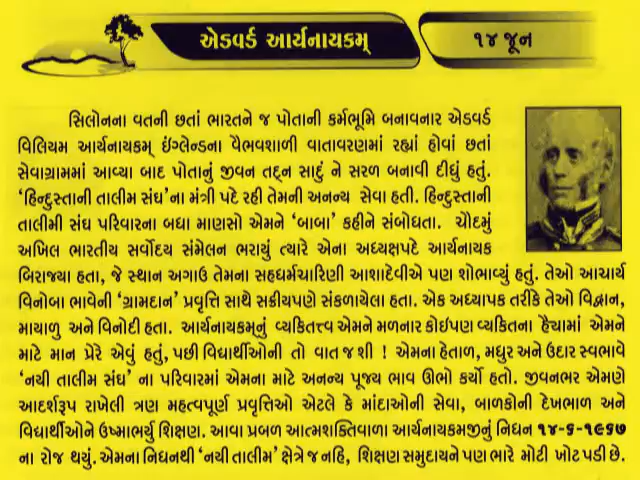 એડવર્ડ આર્યનાયકમ્
૧૪ જૂન
સિલોનના વતની છતાં ભારતને જ પોતાની કર્મભૂમિ બનાવનાર એડવર્ડ
વિલિયમ આર્યનાયકમ્ ઈંગ્લેન્ડના વૈભવશાળી વાતાવરણમાં રહ્યાં હોવાં છતાં
સેવાગ્રામમાં આવ્યા બાદ પોતાનું જીવન તદ્ન સાદું ને સરળ બનાવી દીધું હતું.
‘હિન્દુસ્તાની તાલીમ સંઘ’ના મંત્રી પદે રહી તેમની અનન્ય સેવા હતી. હિન્દુસ્તાની
તાલીમી સંઘ પરિવારના બધા માણસો એમને ‘બાબા’ કહીને સંબોધતા. ચૌદમું
અખિલ ભારતીય સર્વોદય સંમેલન ભરાયું ત્યારે એના અધ્યક્ષપદે આર્યનાયક
બિરાજ્યા હતા, જે સ્થાન અગાઉ તેમના સહધર્મચારિણી આશાદેવીએ પણ શોભાવ્યું હતું. તેઓ આચાર્ય
વિનોબા ભાવેની ‘ગ્રામદાન’ પ્રવૃત્તિ સાથે સક્રીયપણે સંકળાયેલા હતા. એક અધ્યાપક તરીકે તેઓ વિદ્વાન,
માયાળુ અને વિનોદી હતા. આર્યનાયકમ્નું વ્યકિતત્ત્વ એમને મળનાર કોઈપણ વ્યકિતના હૈયામાં એમને
માટે માન પ્રેરે એવું હતું, પછી વિદ્યાર્થીઓની તો વાત જ શી ! એમના હેતાળ, મધુર અને ઉદાર સ્વભાવે
‘નયી તાલીમ સંઘ’ ના પરિવારમાં એમના માટે અનન્ય પૂજ્ય ભાવ ઊભો કર્યો હતો. જીવનભર એમણે
આદર્શરૂપ રાખેલી ત્રણ મહત્વપૂર્ણ પ્રવૃત્તિઓ એટલે કે માંદાઓની સેવા, બાળકોની દેખભાળ અને
વિદ્યાર્થીઓને ઉષ્માભર્યુ શિક્ષણ. આવા પ્રબળ આત્મશક્તિવાળા આર્યનાયકમજીનું નિધન ૧૪-૬-૧૯૬૭
ના રોજ થયું. એમના નિધનથી ‘નયી તાલીમ’ ક્ષેત્રે જ નહિ, શિક્ષણ સમુદાયને પણ ભારે મોટી ખોટ પડી છે.